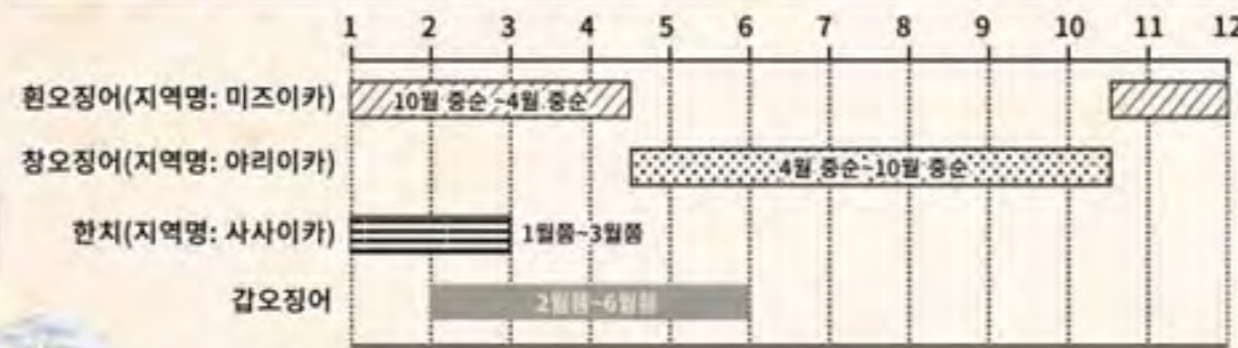 1 2 3 4 5 6 7 8 9 10 11 12
흰오징어(지역명: 미즈이카) 10월 중순~4월 중순
창오징어(지역명: 야리이카) 4월 중순~10월 중순
한치(지역명: 사사이카) 1월쯤~3월쯤
갑오징어 2월쯤~6월쯤